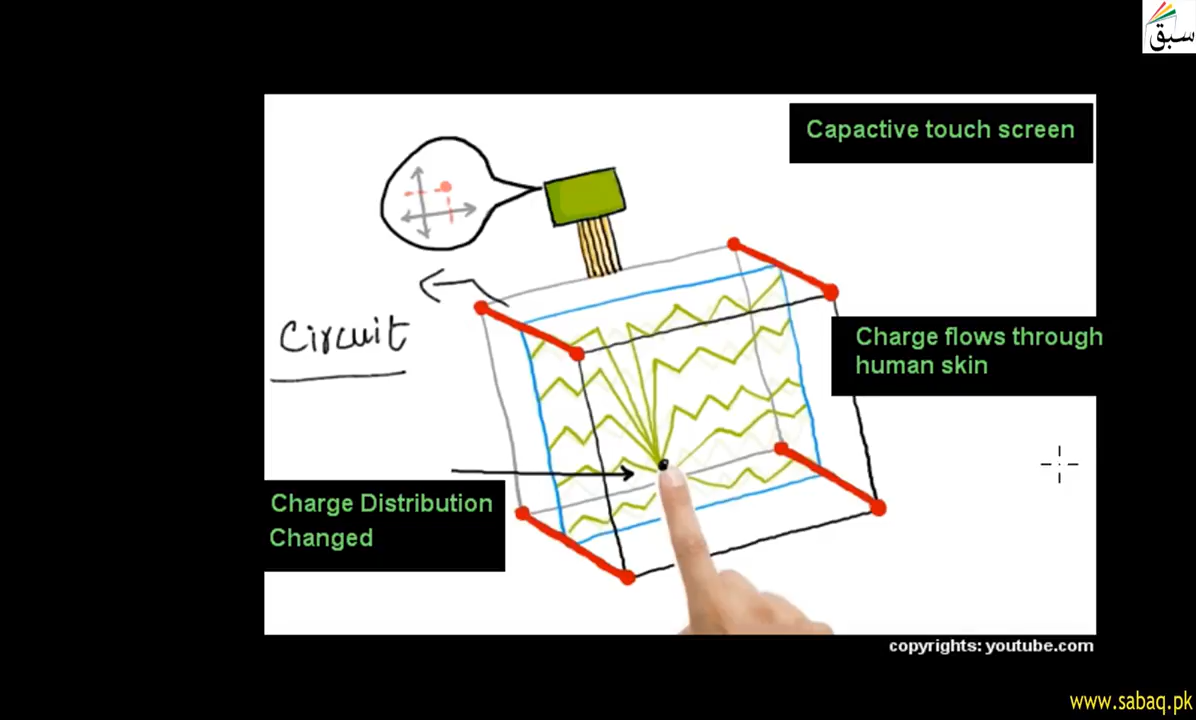 سبق
Capactive touch screen
Circuit
Charge flows through
human skin
Charge Distribution
Changed
copyrights: youtube.com
www.sabaq.pk